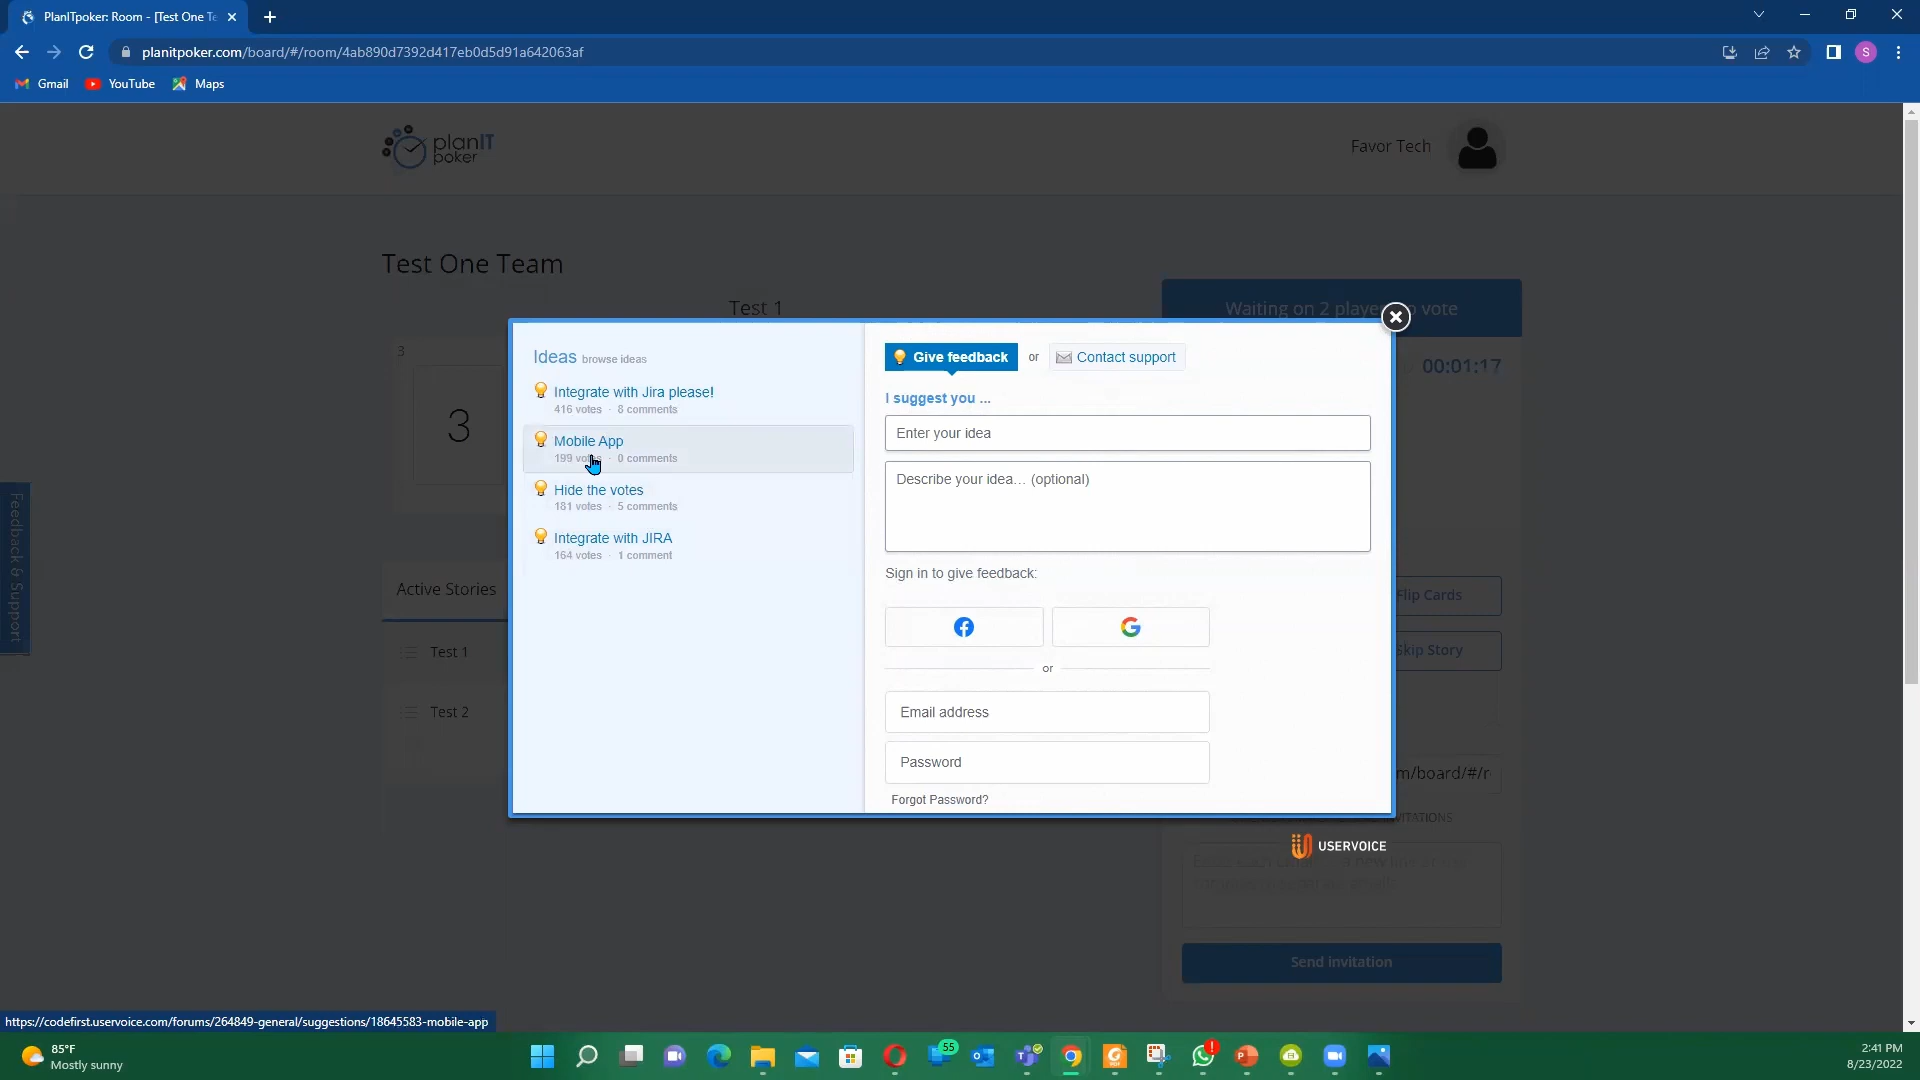 PlanITpoker: Room - [Test One Te
planitpoker.com/board/#/room/4ab890d7392d417eb0d5d91a642063af
S
Gmail
YouTube
Maps
planIT
poker
Favor Tech
Test One Team
Test 1
Waiting on 2 player o vote
00:01:17
3
3
Active Stories
Test 1
Test 2
Feedback & Support
Ideas browse ideas
Integrate with Jira please!
416 votes · 8 comments
Mobile App
199 votes · 0 comments
Hide the votes
181 votes · 5 comments
Integrate with JIRA
164 votes · 1 comment
Give feedback
or
Contact support
I suggest you ...
Enter your idea
Describe your idea… (optional)
Sign in to give feedback:
or
Email address
Password
Forgot Password?
USERVOICE
Flip Cards
Skip Story
m/board/#/r
Send invitation
https://codefirst.uservoice.com/forums/264849-general/suggestions/18645583-mobile-app
85°F
Mostly sunny
55
2:41 PM
8/23/2022